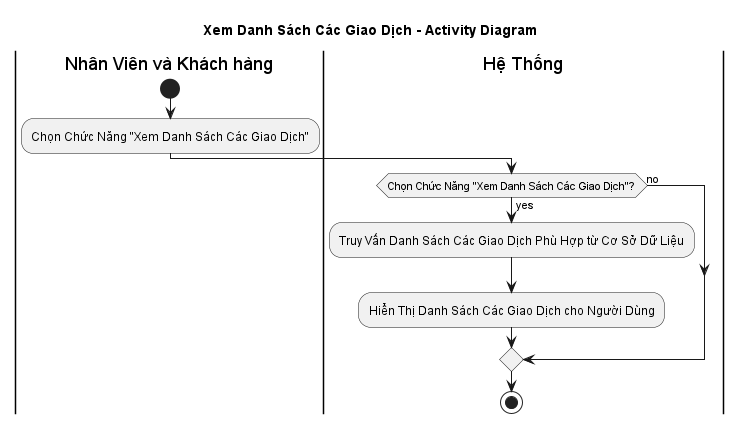 Xem Danh Sách Các Giao Dịch - Activity Diagram
Nhân Viên và Khách hàng
Hệ Thống
Chọn Chức Năng "Xem Danh Sách Các Giao Dịch"
Chọn Chức Năng "Xem Danh Sách Các Giao Dịch"?
no
yes
Truy Vấn Danh Sách Các Giao Dịch Phù Hợp từ Cơ Sở Dữ Liệu
Hiển Thị Danh Sách Các Giao Dịch cho Người Dùng